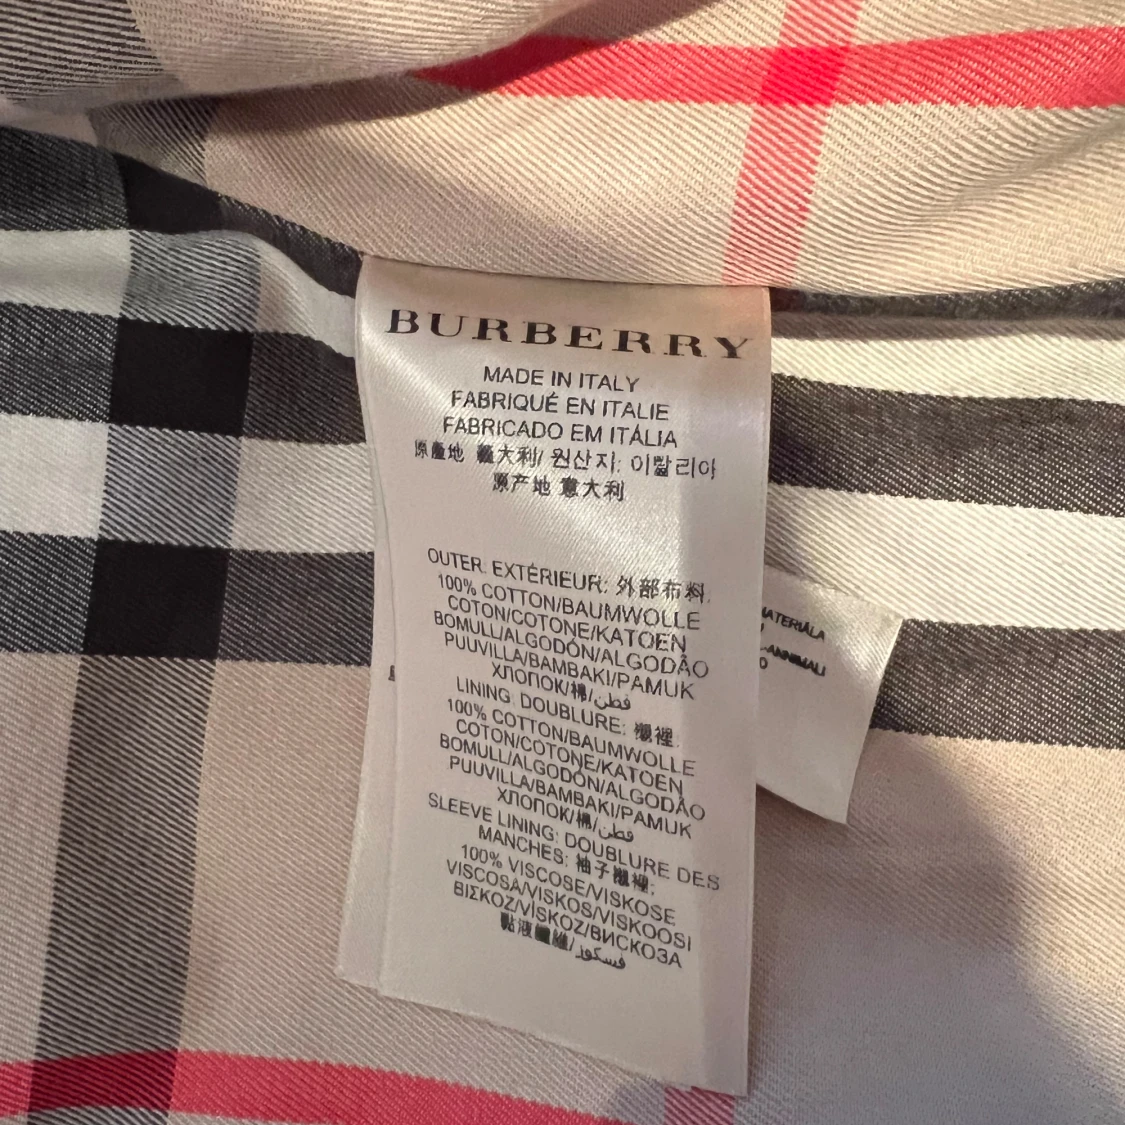 BURBERRY
MADE IN ITALY
FABRIQUÉ EN ITALIE
FABRICADO EM ITÁLIA
原產地 義大利/ 원산지: 이탈리아
原产地 意大利
OUTER: EXTÉRIEUR: 外部布料:
100% COTTON/BAUMWOLLE
COTON/COTONE/KATOEN
BOMULL/ALGODÓN/ALGODÃO
PUUVILLA/BAMBAKI/PAMUK
ХЛОПОК/棉/قطن
LINING: DOUBLURE: 襯裡:
100% COTTON/BAUMWOLLE
COTON/COTONE/KATOEN
BOMULL/ALGODÓN/ALGODÃO
PUUVILLA/BAMBAKI/PAMUK
ХЛОПОК/棉/قطن
SLEEVE LINING: DOUBLURE DES
MANCHES: 袖子襯裡:
100% VISCOSE/VISKOSE
VISCOSA/VISKOS/VISKOOSI
ΒΙΣΚΟΖ/VİSKOZ/ВИСКОЗА
黏液纖維/فسكوز